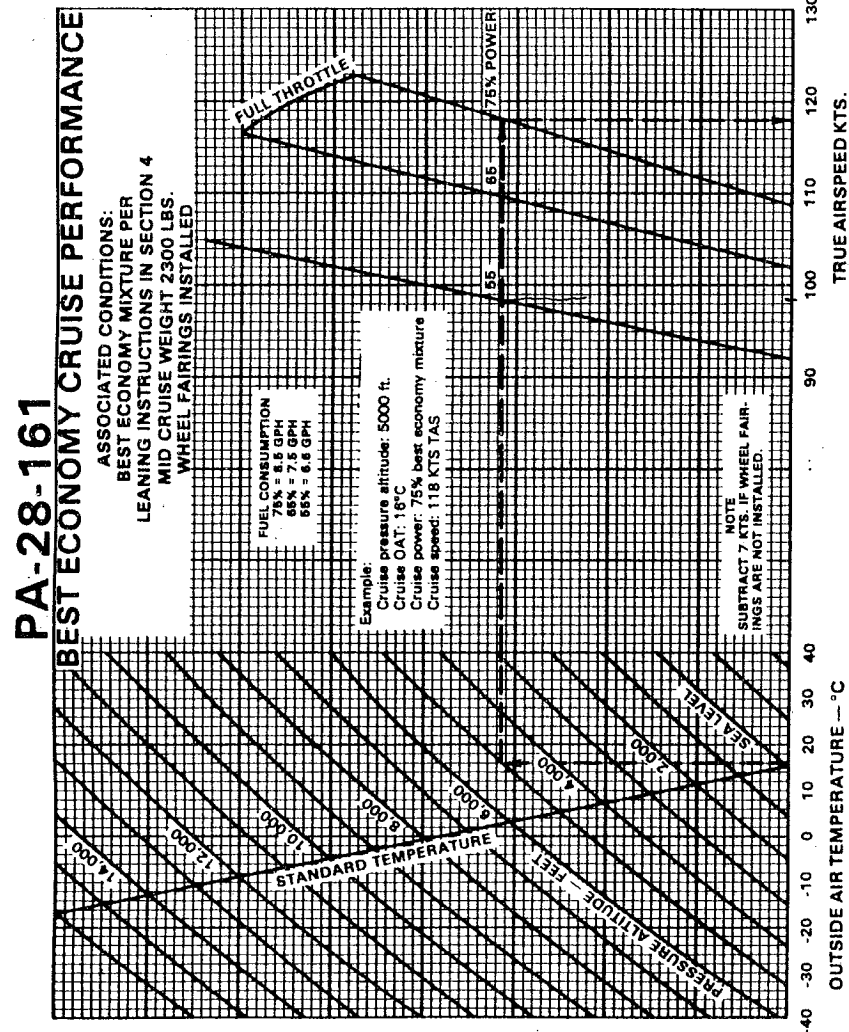 PA-28-161
BEST ECONOMY CRUISE PERFORMANCE
ASSOCIATED CONDITIONS:
BEST ECONOMY MIXTURE PER
LEANING INSTRUCTIONS IN SECTION 4
MID CRUISE WEIGHT 2300 LBS.
WHEEL FAIRINGS INSTALLED
FULL THROTTLE
75% POWER
65
55
FUEL CONSUMPTION
75% = 8.5 GPH
65% = 7.5 GPH
55% = 6.6 GPH
Example:
Cruise pressure altitude: 5000 ft.
Cruise OAT: 16°C
Cruise power: 75% best economy mixture
Cruise speed: 118 KTS TAS
NOTE
SUBTRACT 7 KTS. IF WHEEL FAIR-
INGS ARE NOT INSTALLED.
14,000
12,000
10,000
8,000
6,000
4,000
2,000
SEA LEVEL
STANDARD TEMPERATURE
PRESSURE ALTITUDE — FEET
-40 -30 -20 -10 0 10 20 30 40
OUTSIDE AIR TEMPERATURE — °C
90 100 110 120 130
TRUE AIRSPEED KTS.